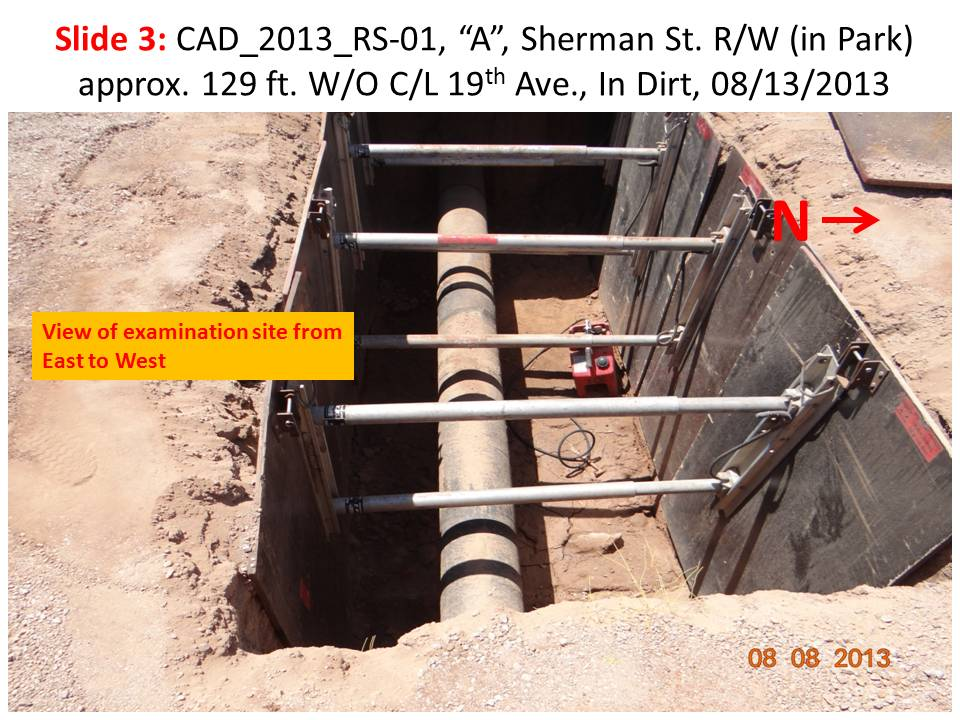 Slide 3: CAD_2013_RS-01, “A”, Sherman St. R/W (in Park)
approx. 129 ft. W/O C/L 19th Ave., In Dirt, 08/13/2013
N
View of examination site from
East to West
08 08 2013